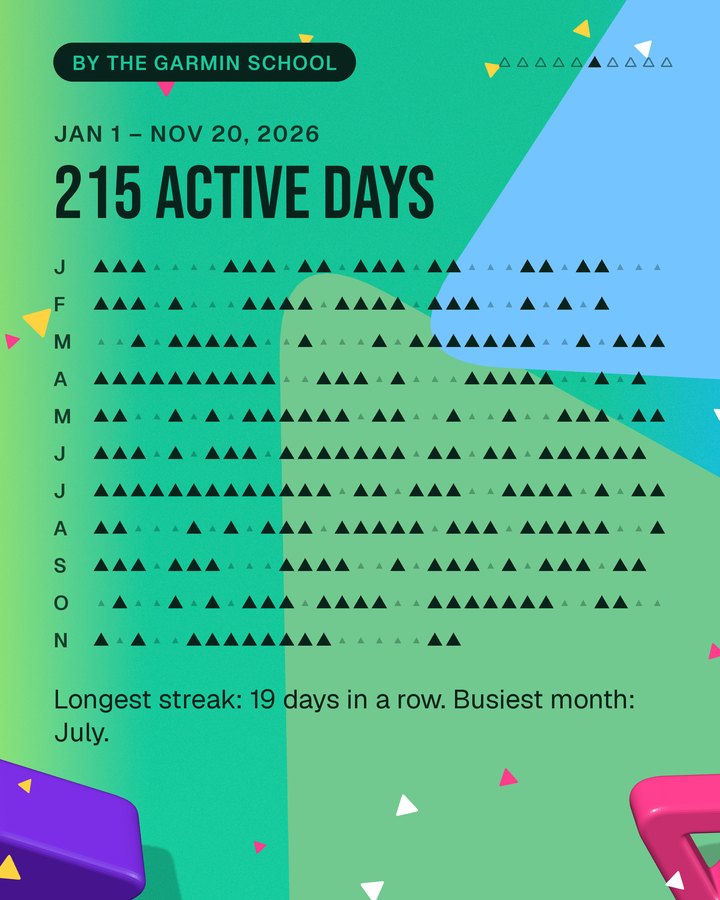 BY THE GARMIN SCHOOL
JAN 1 – NOV 20, 2026
215 ACTIVE DAYS
J
F
M
A
M
J
J
A
S
O
N
Longest streak: 19 days in a row. Busiest month:
July.